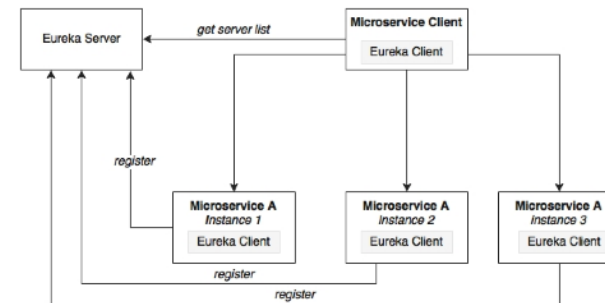 Eureka Server
get server list
Microservice Client
Eureka Client
register
Microservice A
Instance 1
Eureka Client
Microservice A
Instance 2
Eureka Client
Microservice A
Instance 3
Eureka Client
register
register